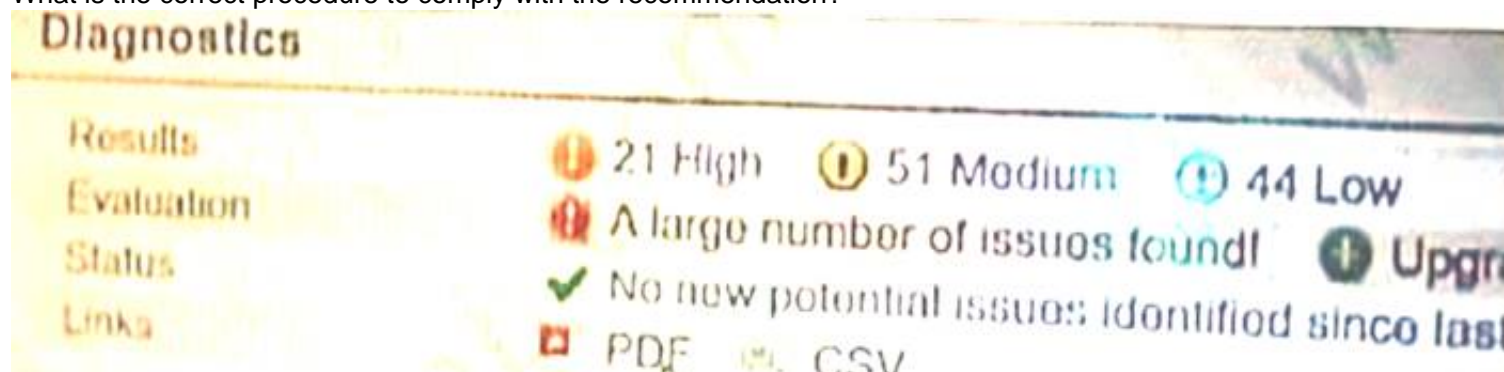 What is the correct procedure to comply with the recommendation?
Diagnostics
Results
Evaluation
Status
Links
21 High 51 Medium 44 Low
A large number of issues found! Upgr
No new potential issues identified since last
PDF CSV